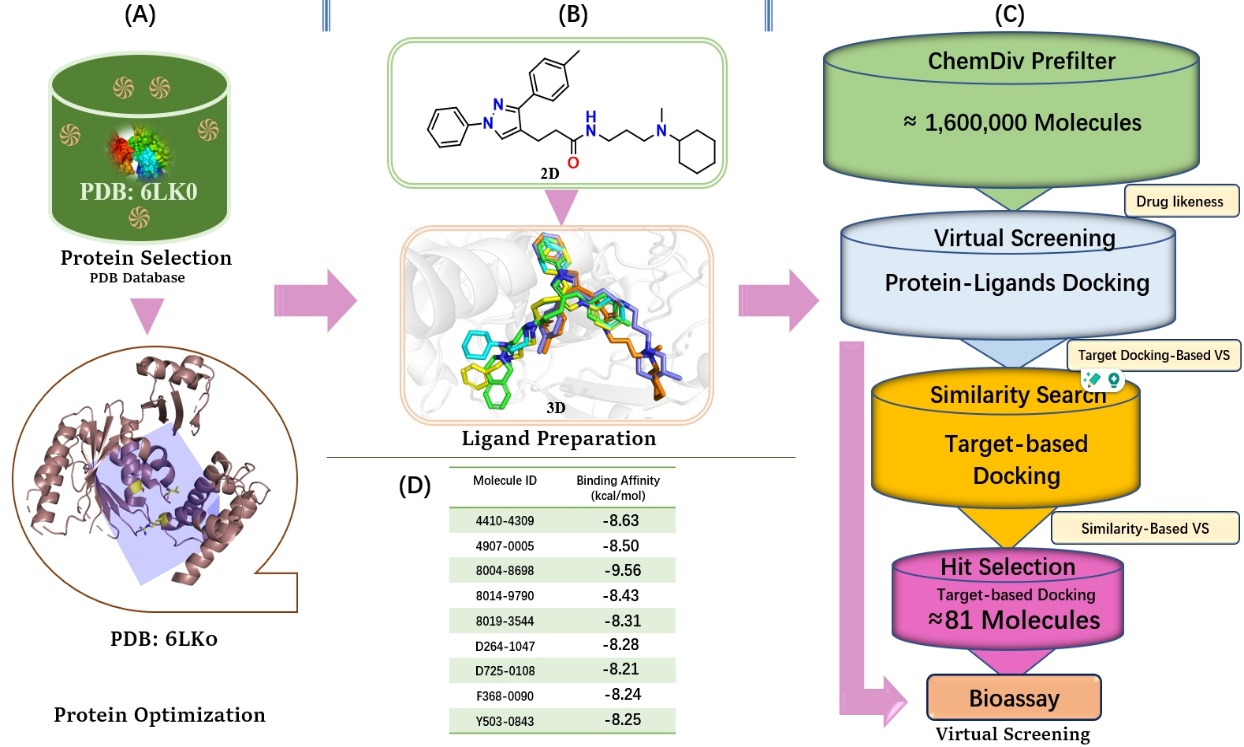 (A)
PDB: 6LK0
Protein Selection
PDB Database
PDB: 6LK0
Protein Optimization
(B)
N
N
H
N
O
N
2D
3D
Ligand Preparation
(D)
Molecule ID Binding Affinity
(kcal/mol)
4410-4309 -8.63
4907-0005 -8.50
8004-8698 -9.56
8014-9790 -8.43
8019-3544 -8.31
D264-1047 -8.28
D725-0108 -8.21
F368-0090 -8.24
Y503-0843 -8.25
(C)
ChemDiv Prefilter
≈ 1,600,000 Molecules
Drug likeness
Virtual Screening
Protein-Ligands Docking
Target Docking-Based VS
Similarity Search
Target-based
Docking
Similarity-Based VS
Hit Selection
Target-based Docking
≈81 Molecules
Bioassay
Virtual Screening